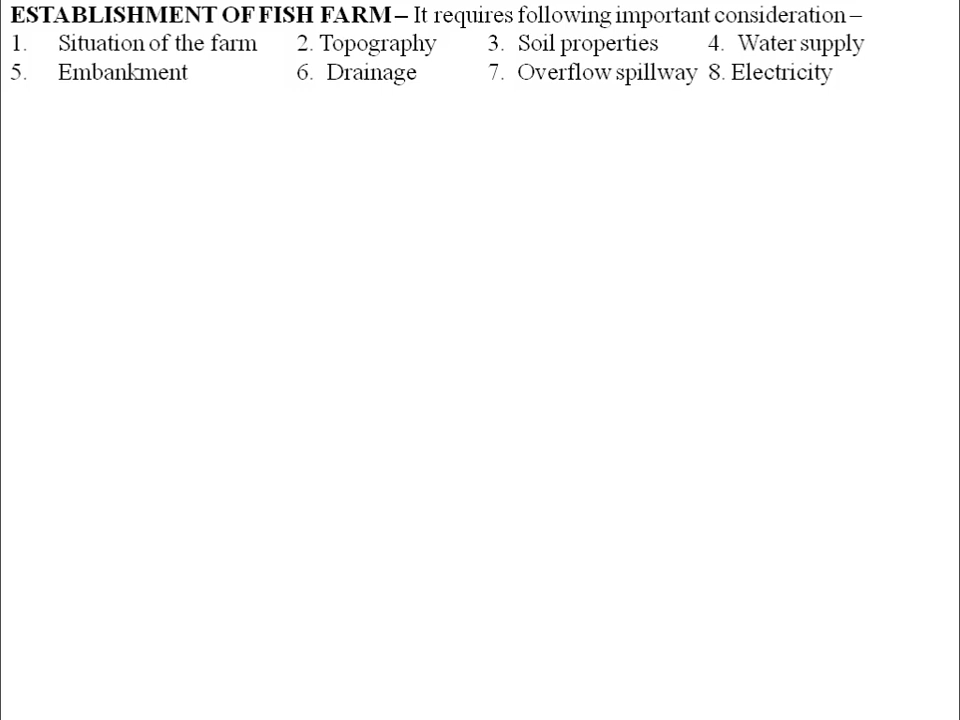 ESTABLISHMENT OF FISH FARM – It requires following important consideration –
1. Situation of the farm 2. Topography 3. Soil properties 4. Water supply
5. Embankment 6. Drainage 7. Overflow spillway 8. Electricity